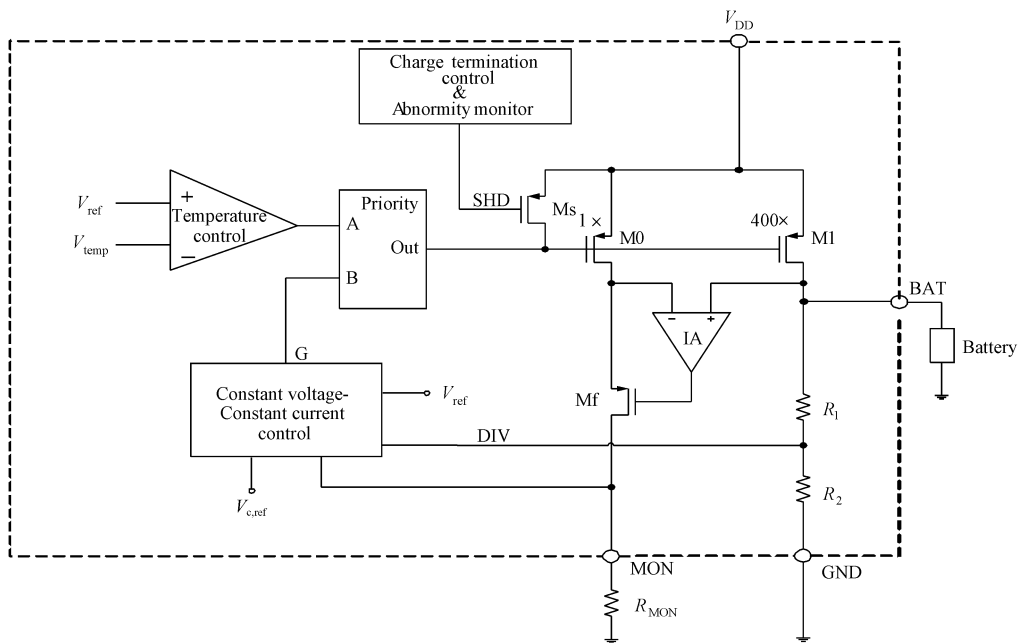 V_DD
Charge termination
control
&
Abnormity monitor
V_ref
+
Temperature
control
V_temp
−
Priority
A
Out
B
SHD
Ms
1×
M0
400×
M1
BAT
Battery
−
+
IA
G
Constant voltage-
Constant current
control
V_ref
Mf
R_1
DIV
V_c,ref
R_2
MON
GND
R_MON